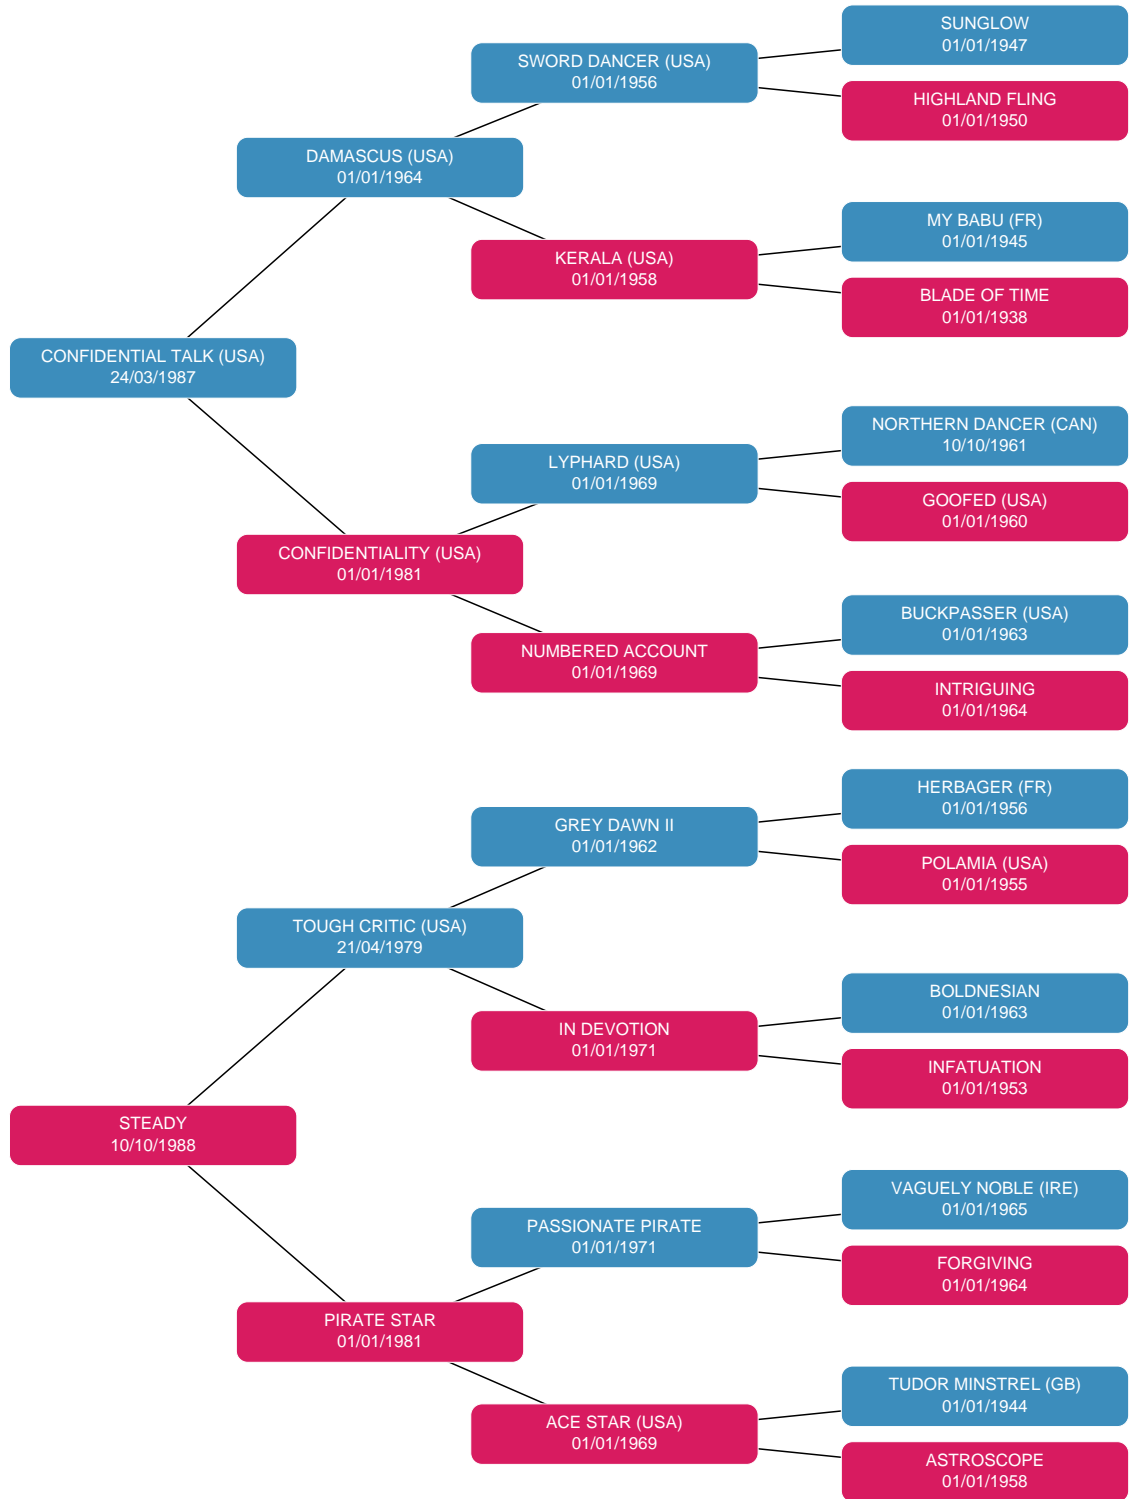 SUNGLOW
01/01/1947
SWORD DANCER (USA)
01/01/1956
HIGHLAND FLING
01/01/1950
DAMASCUS (USA)
01/01/1964
MY BABU (FR)
01/01/1945
KERALA (USA)
01/01/1958
BLADE OF TIME
01/01/1938
CONFIDENTIAL TALK (USA)
24/03/1987
NORTHERN DANCER (CAN)
10/10/1961
LYPHARD (USA)
01/01/1969
GOOFED (USA)
01/01/1960
CONFIDENTIALITY (USA)
01/01/1981
BUCKPASSER (USA)
01/01/1963
NUMBERED ACCOUNT
01/01/1969
INTRIGUING
01/01/1964
HERBAGER (FR)
01/01/1956
GREY DAWN II
01/01/1962
POLAMIA (USA)
01/01/1955
TOUGH CRITIC (USA)
21/04/1979
BOLDNESIAN
01/01/1963
IN DEVOTION
01/01/1971
INFATUATION
01/01/1953
STEADY
10/10/1988
VAGUELY NOBLE (IRE)
01/01/1965
PASSIONATE PIRATE
01/01/1971
FORGIVING
01/01/1964
PIRATE STAR
01/01/1981
TUDOR MINSTREL (GB)
01/01/1944
ACE STAR (USA)
01/01/1969
ASTROSCOPE
01/01/1958